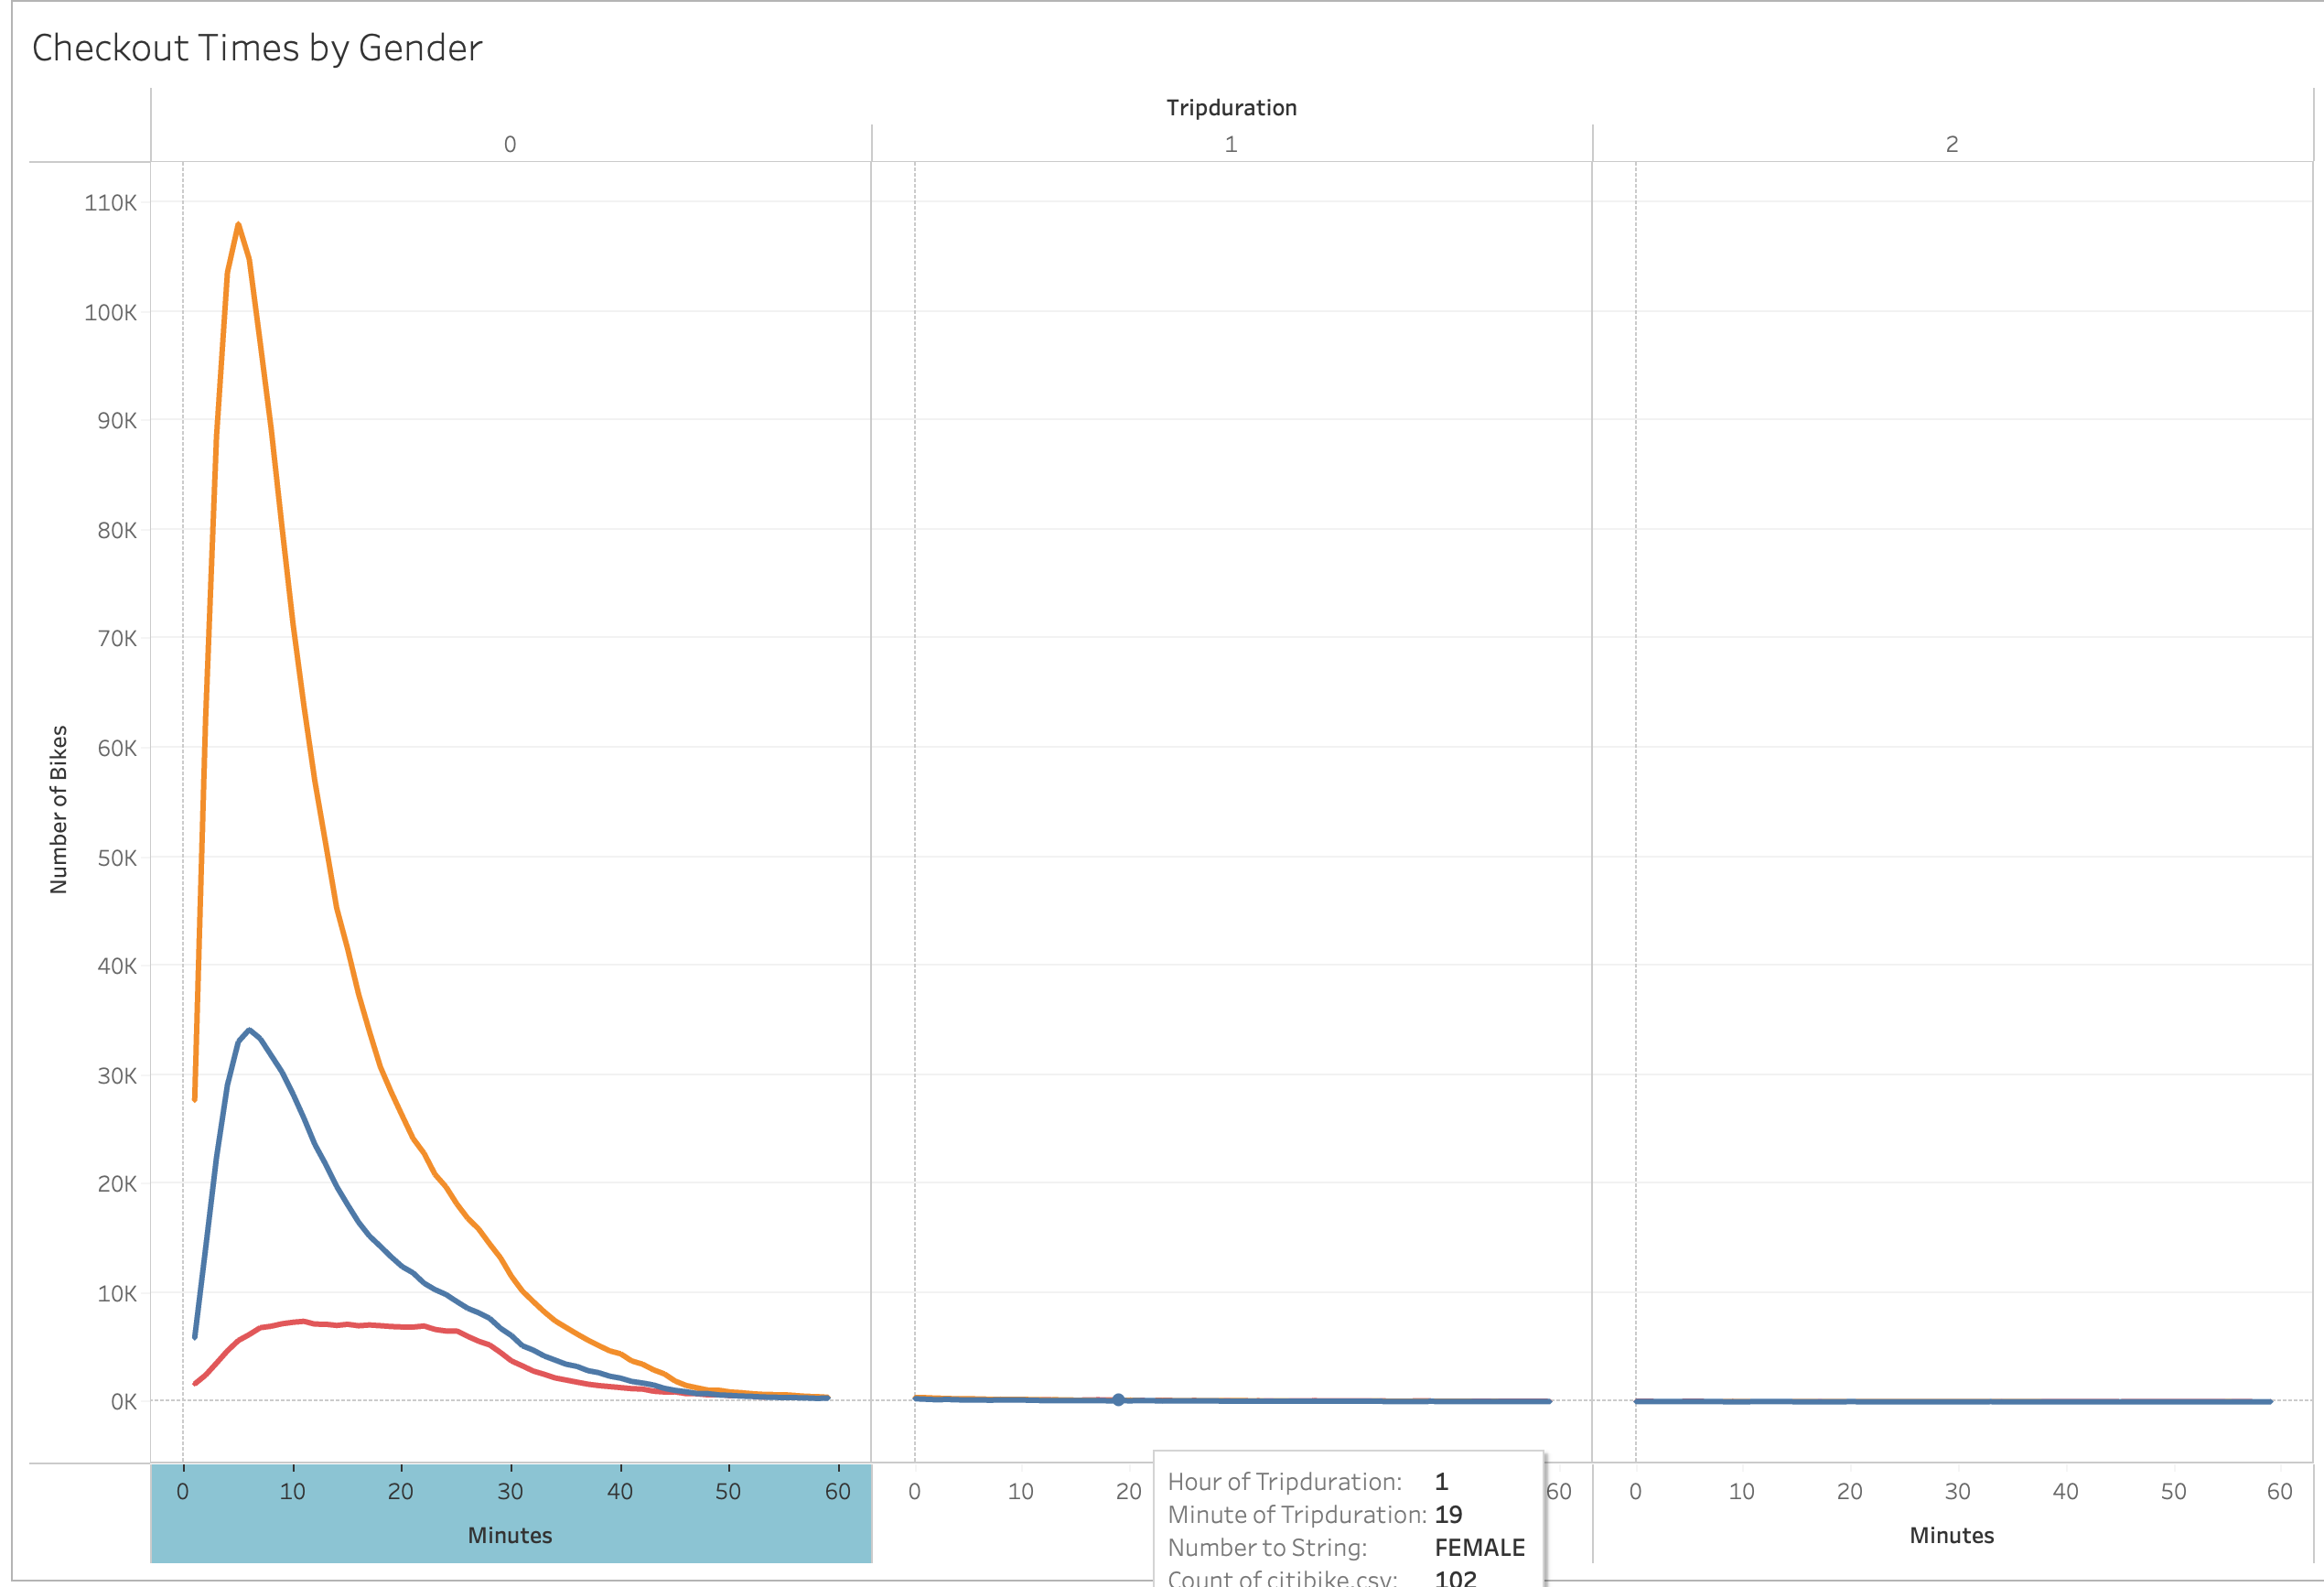 Checkout Times by Gender
Tripduration
0 1 2
110K
100K
90K
80K
70K
60K
50K
40K
30K
20K
10K
0K
Number of Bikes
0 10 20 30 40 50 60 0 10 20 60 0 10 20 30 40 50 60
Minutes Minutes
Hour of Tripduration: 1
Minute of Tripduration: 19
Number to String: FEMALE
Count of citibike.csv: 102